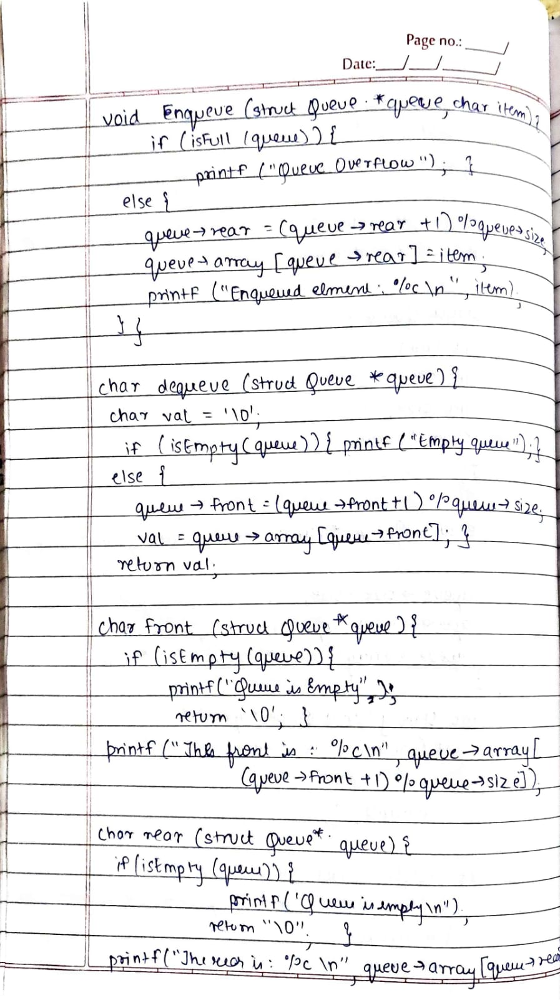 Page no.:
Date:
void Enqueue (struct Queue *queue, char item){
if (isFull (queue)) {
printf ("Queue Overflow"); }
else {
queue→rear = (queue→rear +1) %queue→size;
queue→array [queue→rear] = item;
printf ("Enqueued elment: %c \n", item);
} }
char dequeue (struct Queue *queue) {
char val = '\0';
if (isEmpty(queue)) { printf ("Empty queue"); }
else {
queue → front = (queue →front +1) % queue→ size;
val = queue → array [queue→front]; }
return val;
char front (struct Queue *queue) {
if (isEmpty (queue)) {
printf("Queue is Empty", );
return '\0'; }
printf ("The front is : %c\n", queue→array[
(queue→front +1) %queue→size]);
char rear (struct Queue* queue) {
if (isEmpty (queue)) {
printf ('Queue is empty\n");
return "\0"; }
printf("The rear is: %c \n", queue→array[queue→rear